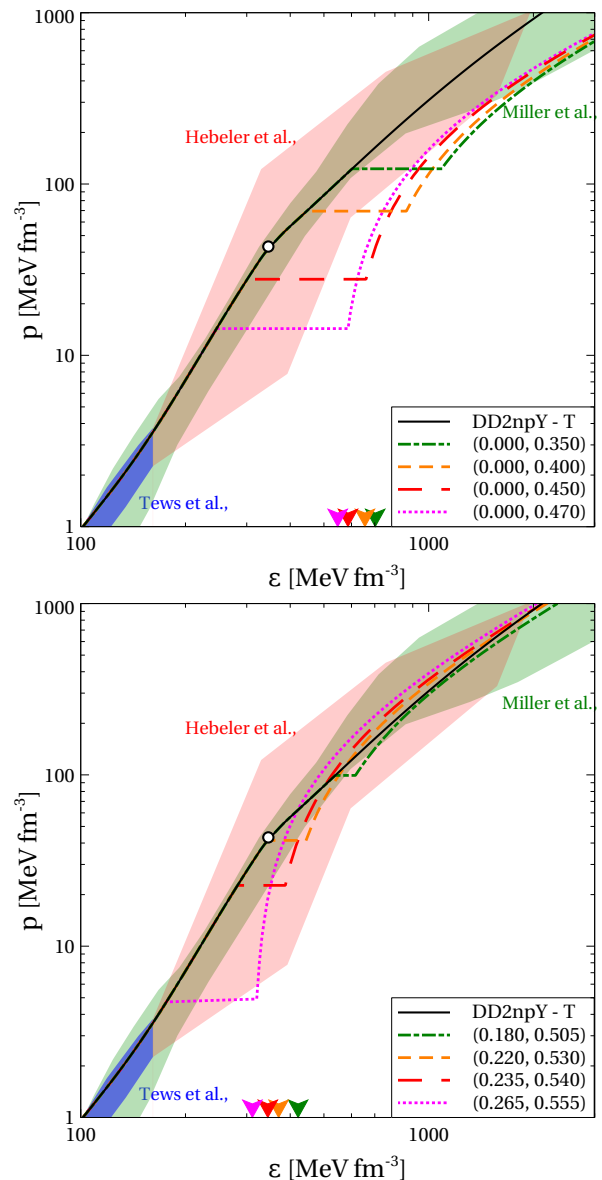 1000
Hebeler et al.,
Miller et al.,
100
p [MeV fm-3]
10
DD2npY - T
(0.000, 0.350)
(0.000, 0.400)
(0.000, 0.450)
(0.000, 0.470)
Tews et al.,
1
100
1000
ε [MeV fm-3]
1000
Hebeler et al.,
Miller et al.,
100
p [MeV fm-3]
10
DD2npY - T
(0.180, 0.505)
(0.220, 0.530)
(0.235, 0.540)
(0.265, 0.555)
Tews et al.,
1
100
1000
ε [MeV fm-3]